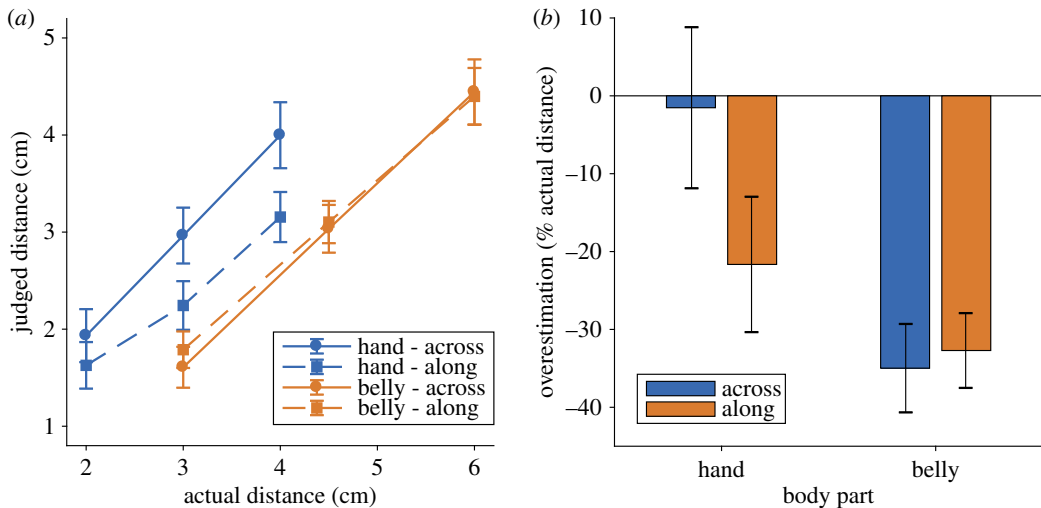 (a)
5
4
3
2
1
judged distance (cm)
2
3
4
5
6
actual distance (cm)
hand - across
hand - along
belly - across
belly - along
(b)
10
0
–10
–20
–30
–40
overestimation (% actual distance)
across
along
hand
belly
body part